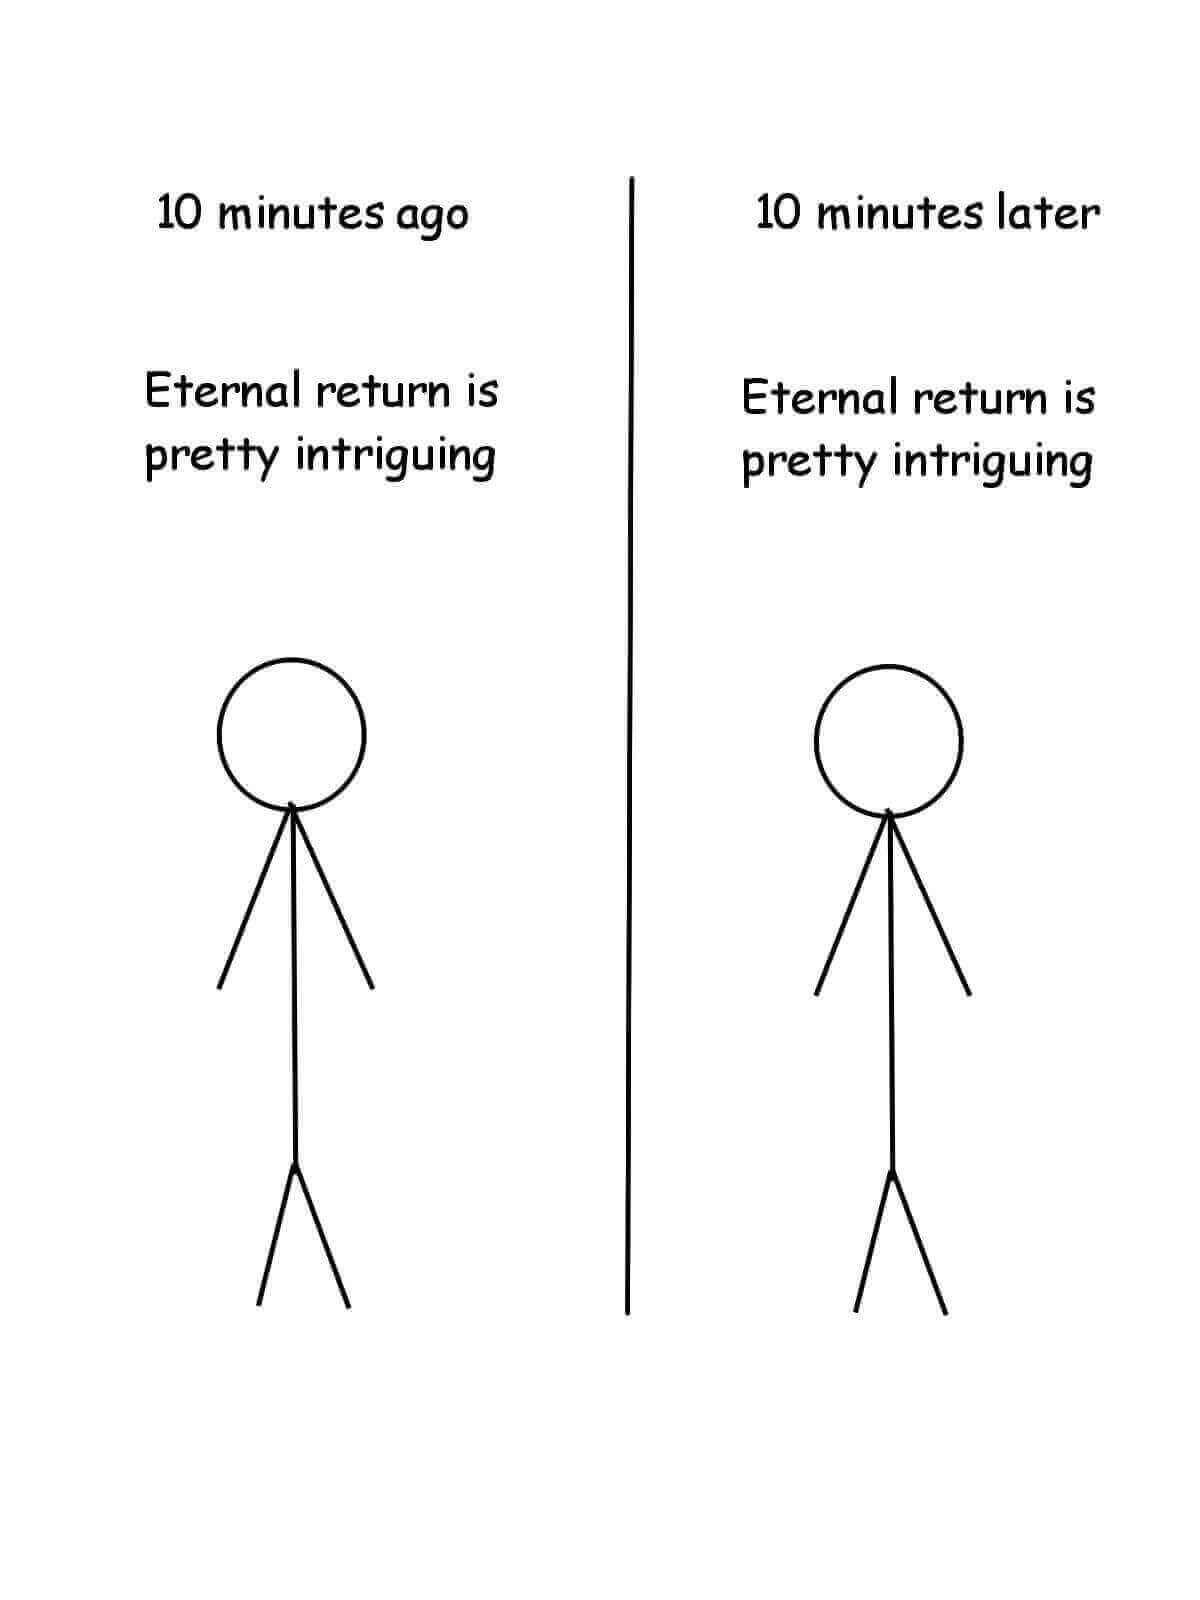 10 minutes ago
Eternal return is
pretty intriguing
10 minutes later
Eternal return is
pretty intriguing